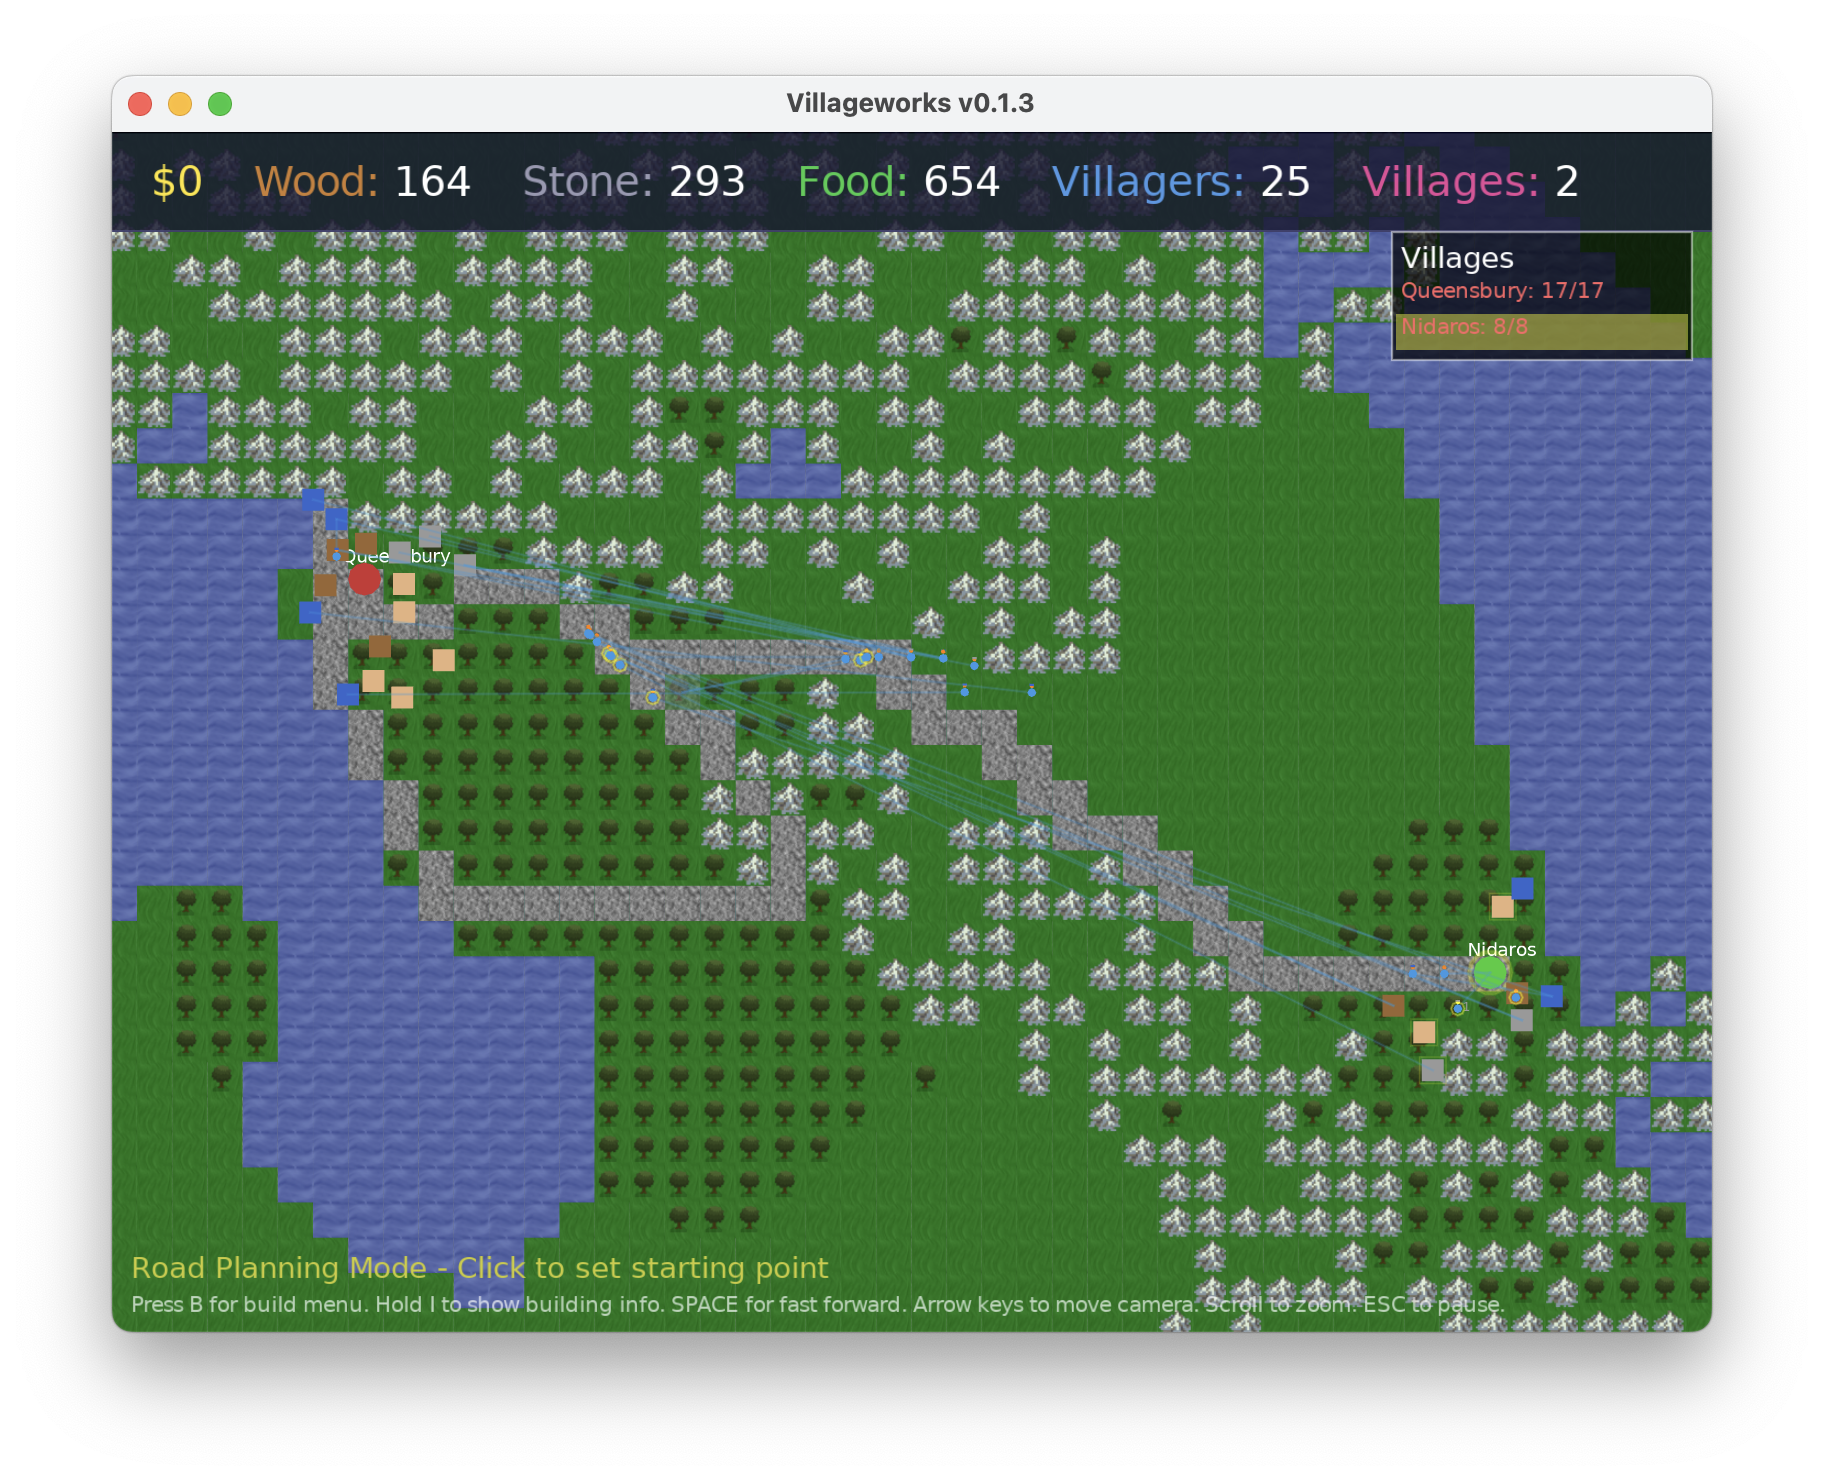 Villageworks v0.1.3
$0 Wood: 164 Stone: 293 Food: 654 Villagers: 25 Villages: 2
Villages
Queensbury: 17/17
Nidaros: 8/8
Queensbury
Nidaros
Road Planning Mode - Click to set starting point
Press B for build menu. Hold I to show building info. SPACE for fast forward. Arrow keys to move camera. Scroll to zoom. ESC to pause.